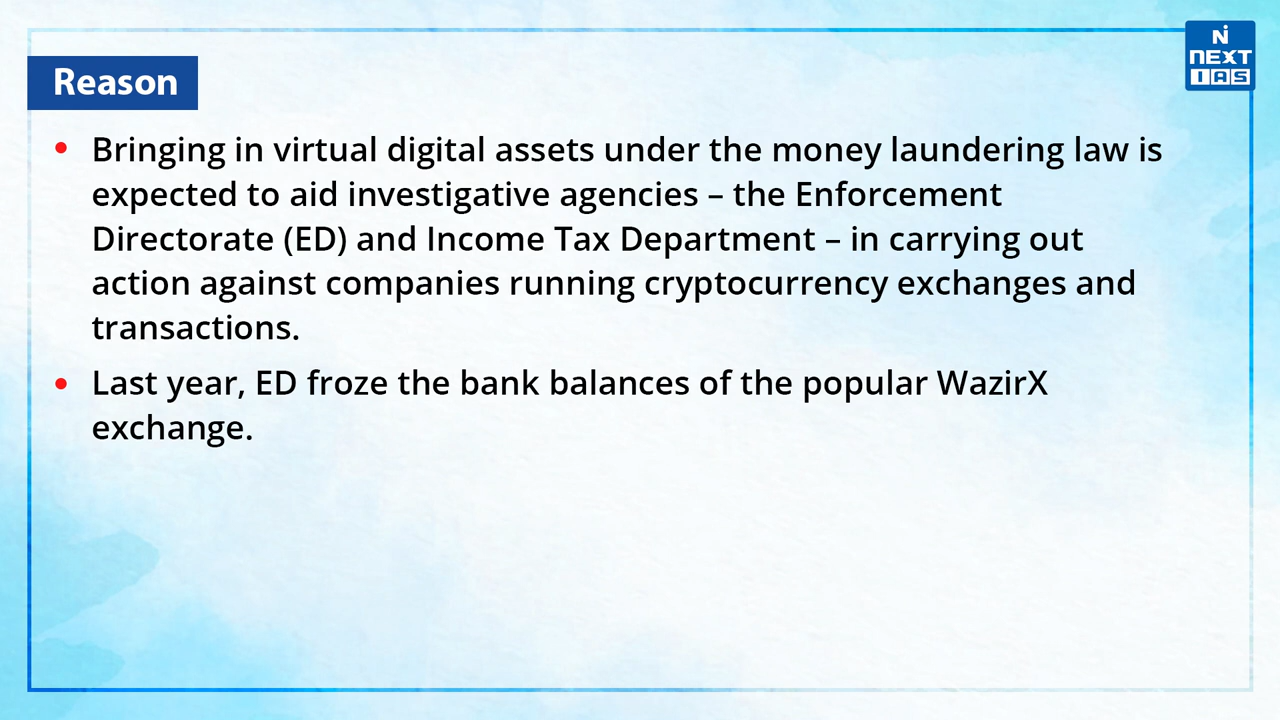 NEXT
IAS
Reason
• Bringing in virtual digital assets under the money laundering law is
expected to aid investigative agencies – the Enforcement
Directorate (ED) and Income Tax Department – in carrying out
action against companies running cryptocurrency exchanges and
transactions.
• Last year, ED froze the bank balances of the popular WazirX
exchange.